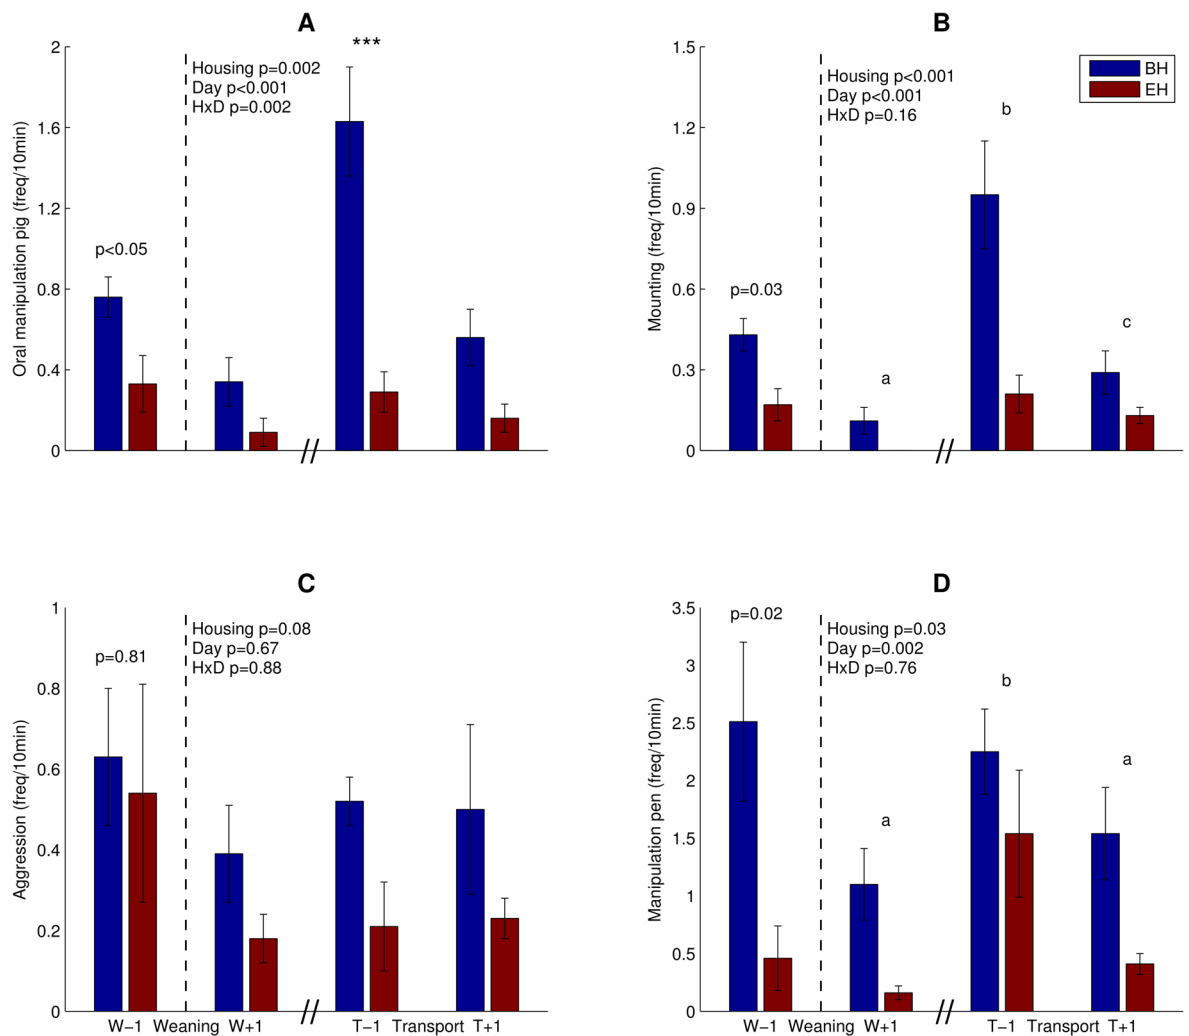 A
Oral manipulation pig (freq/10min)
2
1.6
1.2
0.8
0.4
0
***
Housing p=0.002
Day p<0.001
HxD p=0.002
p<0.05
//
B
Mounting (freq/10min)
1.5
1.2
0.9
0.6
0.3
0
BH
EH
Housing p<0.001
Day p<0.001
HxD p=0.16
p=0.03
a
b
c
//
C
Aggression (freq/10min)
1
0.8
0.6
0.4
0.2
0
Housing p=0.08
Day p=0.67
HxD p=0.88
p=0.81
//
W−1 Weaning W+1 T−1 Transport T+1
D
Manipulation pen (freq/10min)
3.5
3
2.5
2
1.5
1
0.5
0
p=0.02
Housing p=0.03
Day p=0.002
HxD p=0.76
a
b
a
//
W−1 Weaning W+1 T−1 Transport T+1